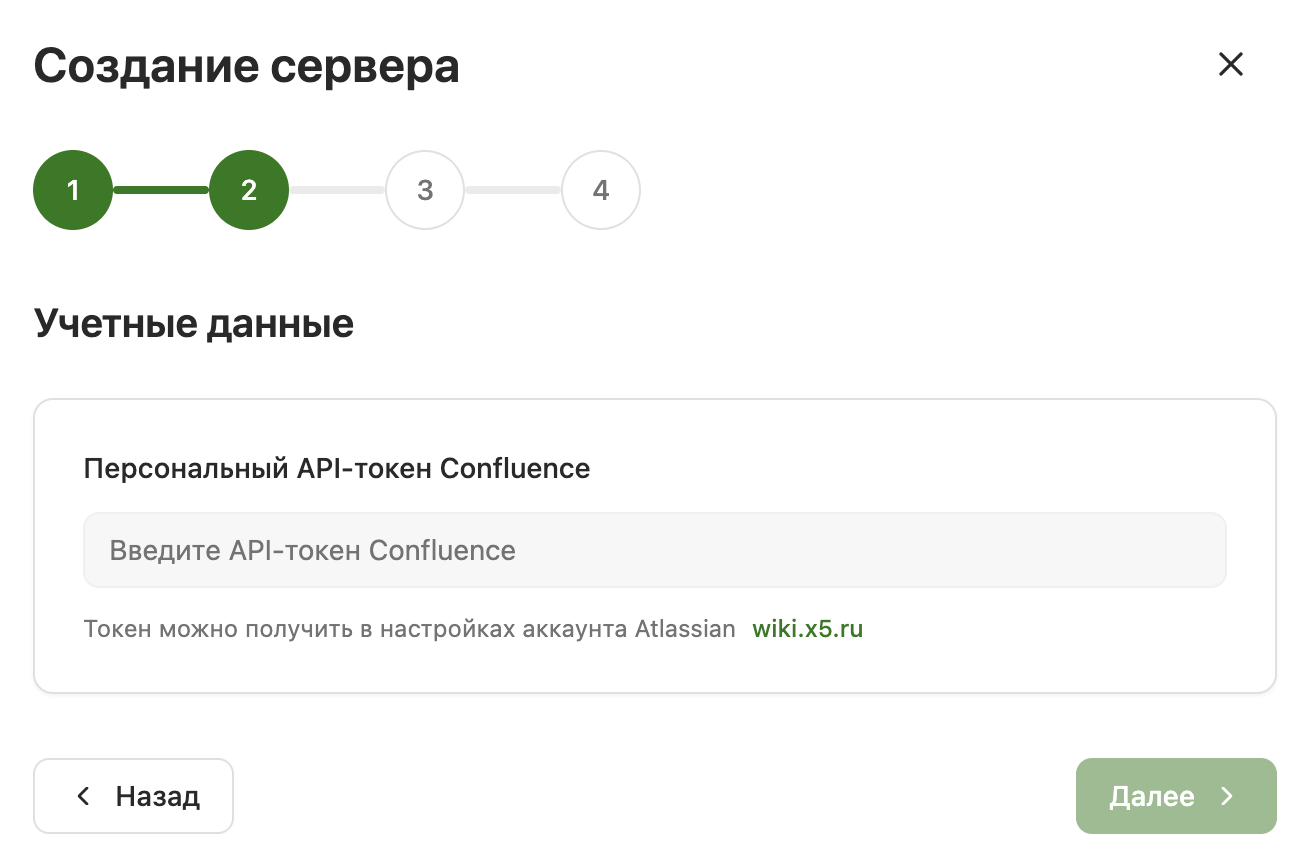 Создание сервера
1 2 3 4
Учетные данные
Персональный API-токен Confluence
Введите API-токен Confluence
Токен можно получить в настройках аккаунта Atlassian wiki.x5.ru
Назад Далее